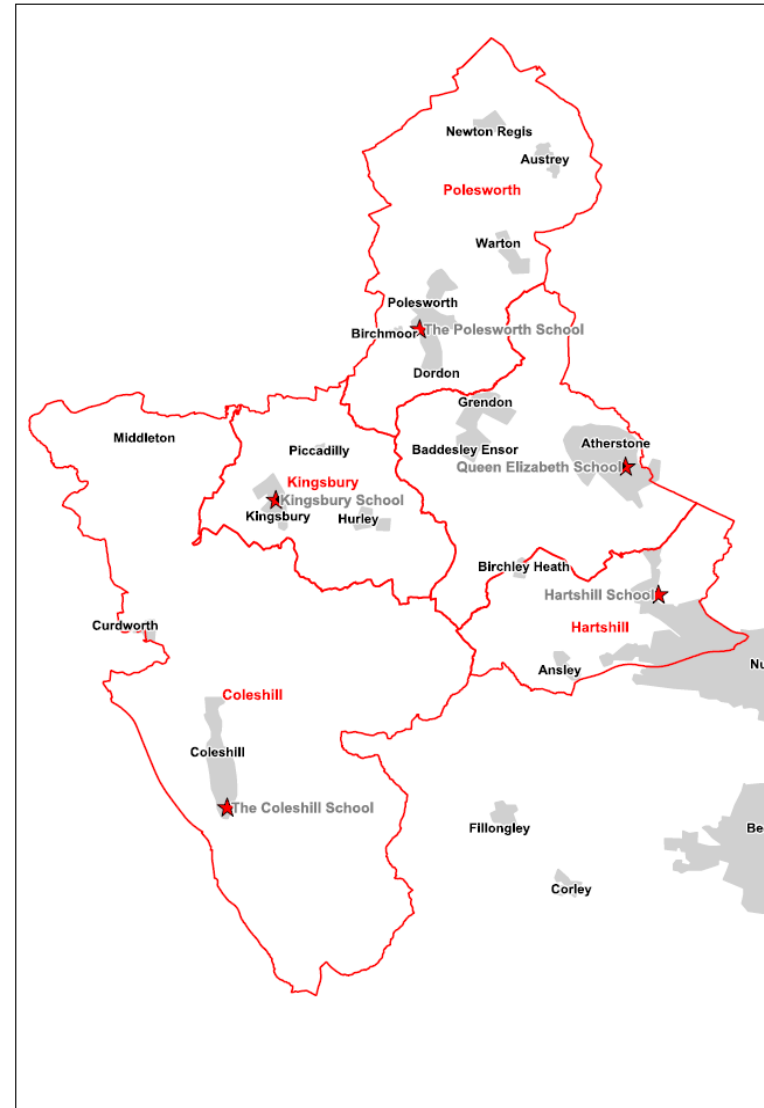 Newton Regis
Austrey
Polesworth
Warton
Polesworth
Birchmoor
The Polesworth School
Dordon
Grendon
Middleton
Atherstone
Piccadilly
Baddesley Ensor
Queen Elizabeth School
Kingsbury
Kingsbury School
Kingsbury
Hurley
Birchley Heath
Hartshill School
Curdworth
Hartshill
Ansley
Nu
Coleshill
Coleshill
The Coleshill School
Fillongley
Be
Corley